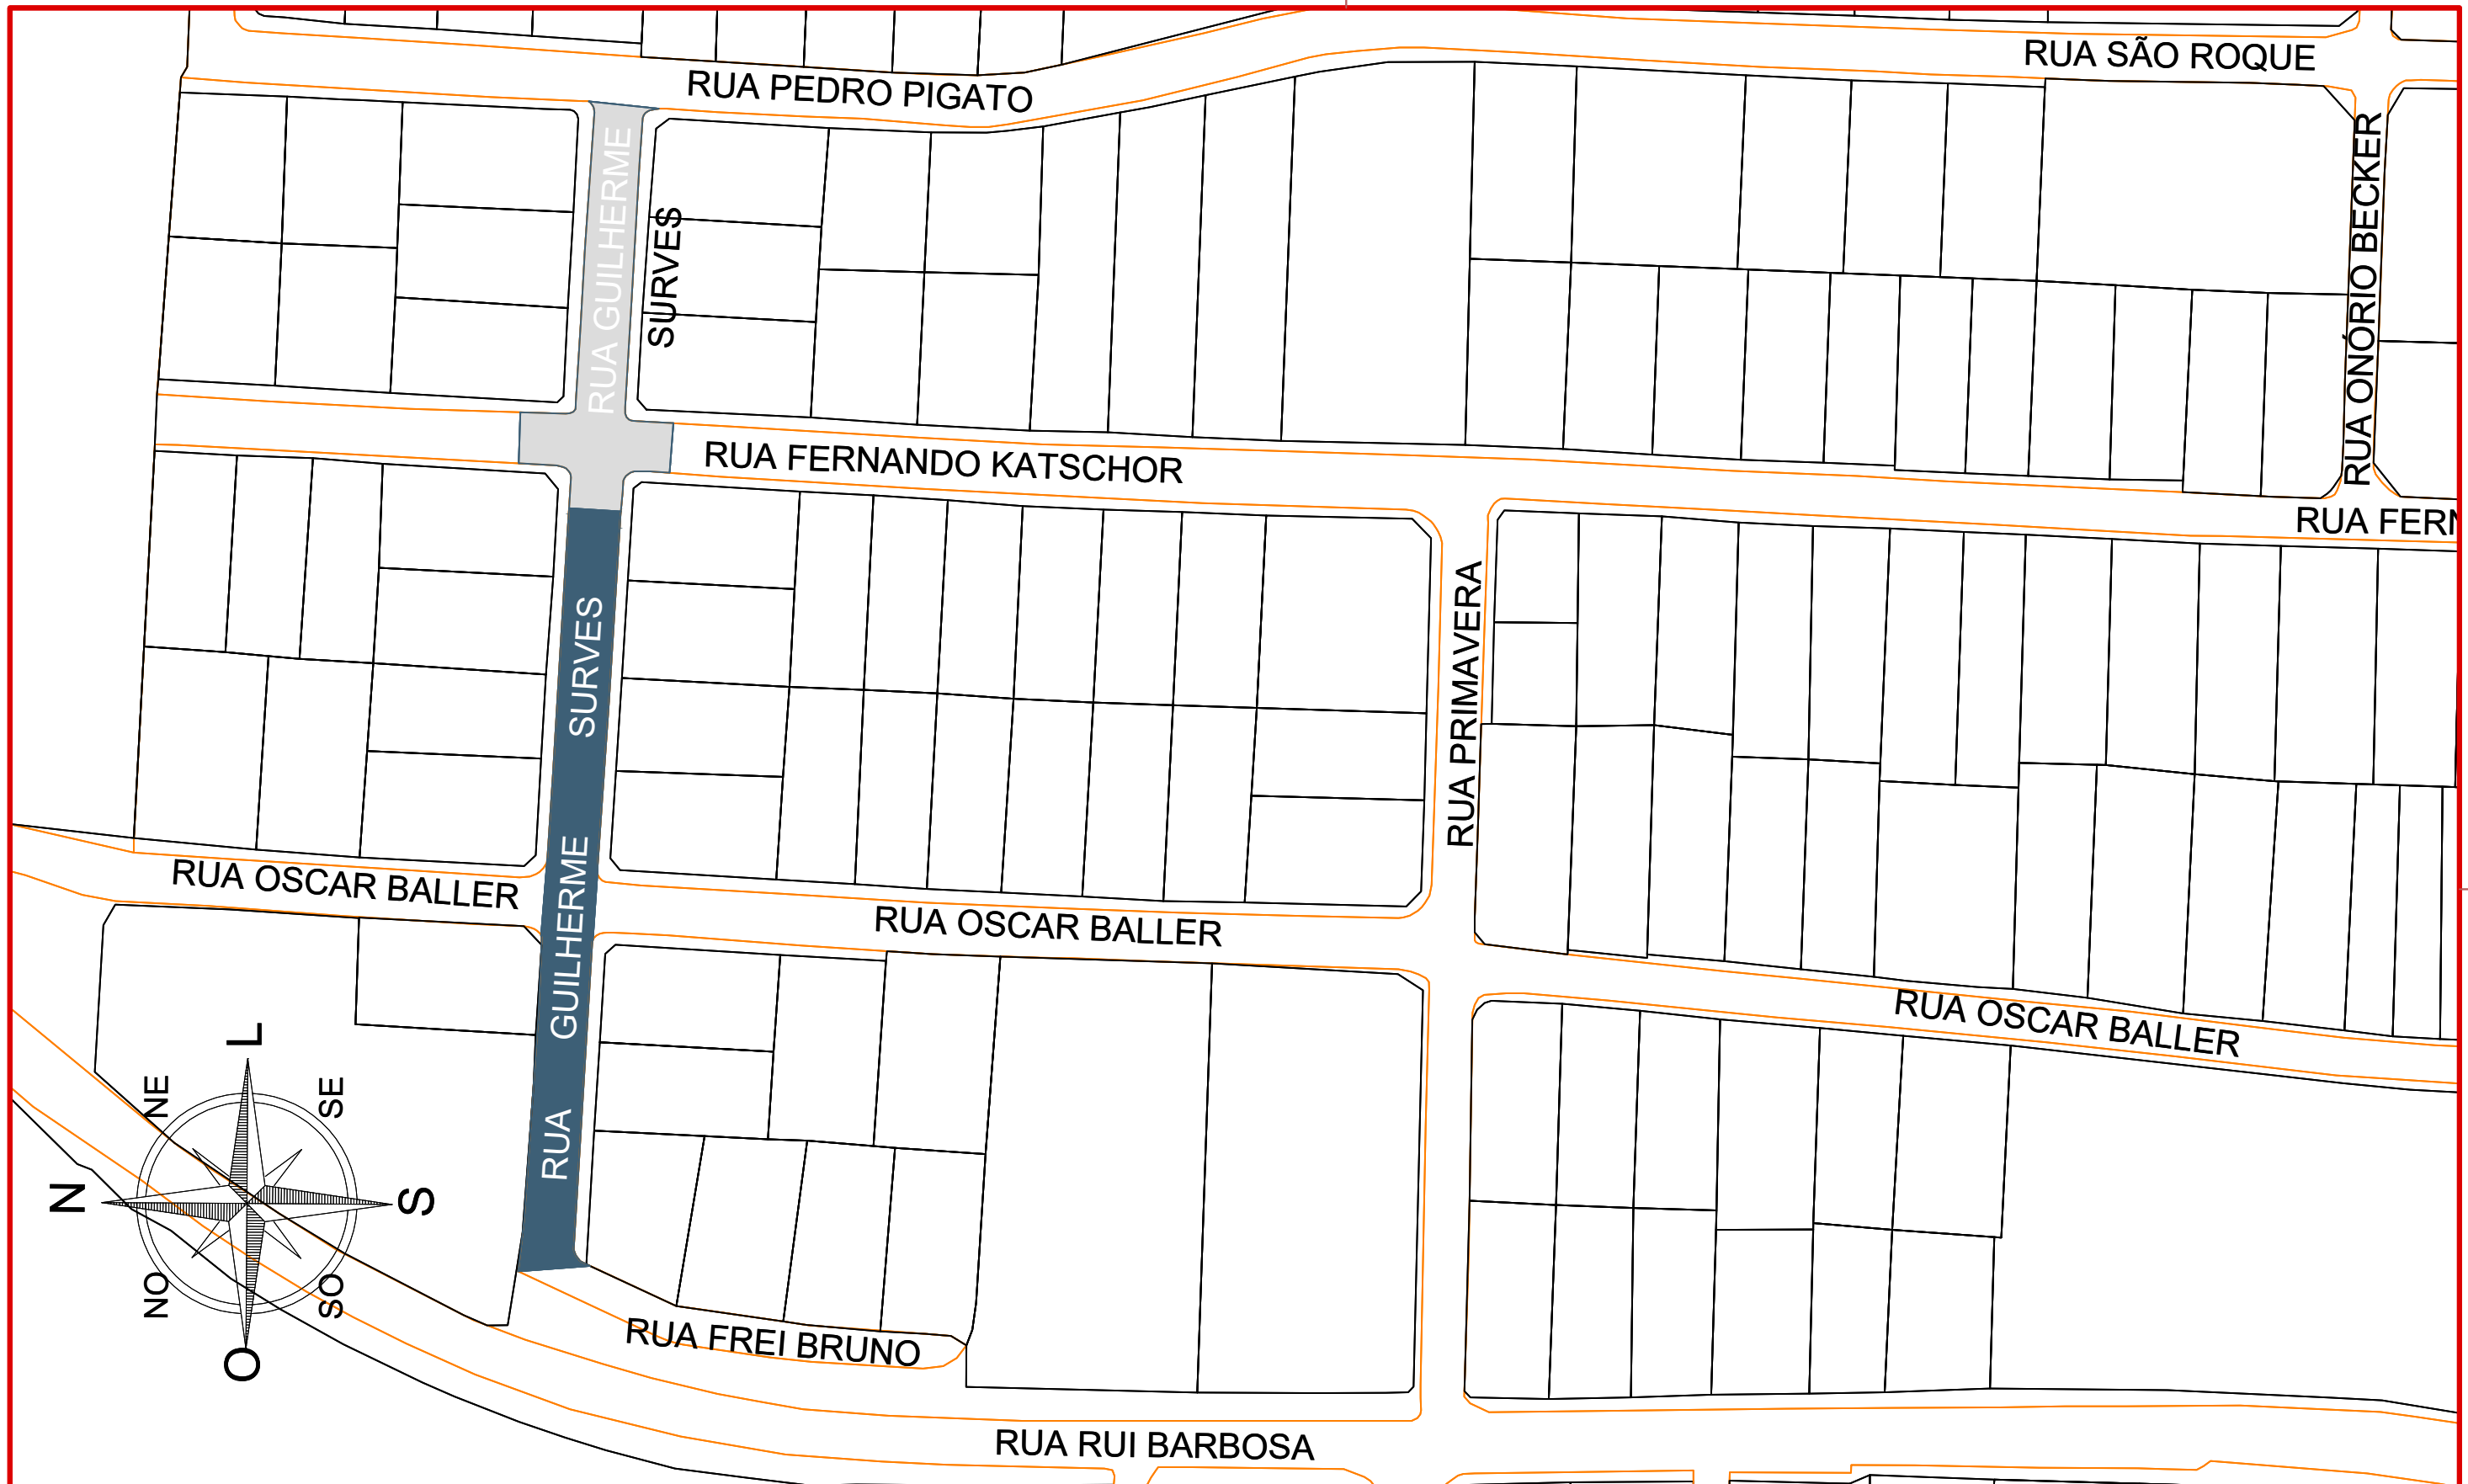 RUA SÃO ROQUE
RUA PEDRO PIGATO
RUA GUILHERME
SURVES
RUA ONÓRIO BECKER
RUA FERNANDO KATSCHOR
RUA FERN
RUA PRIMAVERA
RUA GUILHERME SURVES
RUA OSCAR BALLER
RUA OSCAR BALLER
RUA OSCAR BALLER
L
NE
SE
N
S
NO
SO
O
RUA FREI BRUNO
RUA RUI BARBOSA